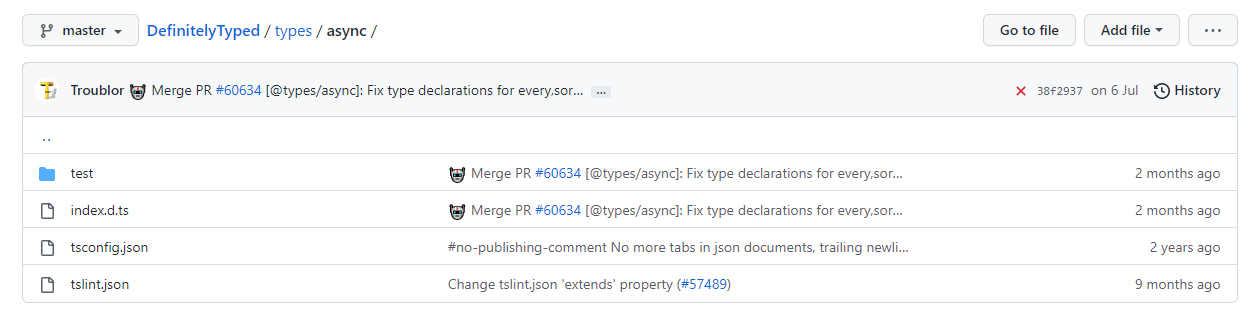 master DefinitelyTyped / types / async / Go to file Add file ...
Troublor Merge PR #60634 [@types/async]: Fix type declarations for every,sor... ... 38f2937 on 6 Jul History
..
test Merge PR #60634 [@types/async]: Fix type declarations for every,sor... 2 months ago
index.d.ts Merge PR #60634 [@types/async]: Fix type declarations for every,sor... 2 months ago
tsconfig.json #no-publishing-comment No more tabs in json documents, trailing newli... 2 years ago
tslint.json Change tslint.json 'extends' property (#57489) 9 months ago